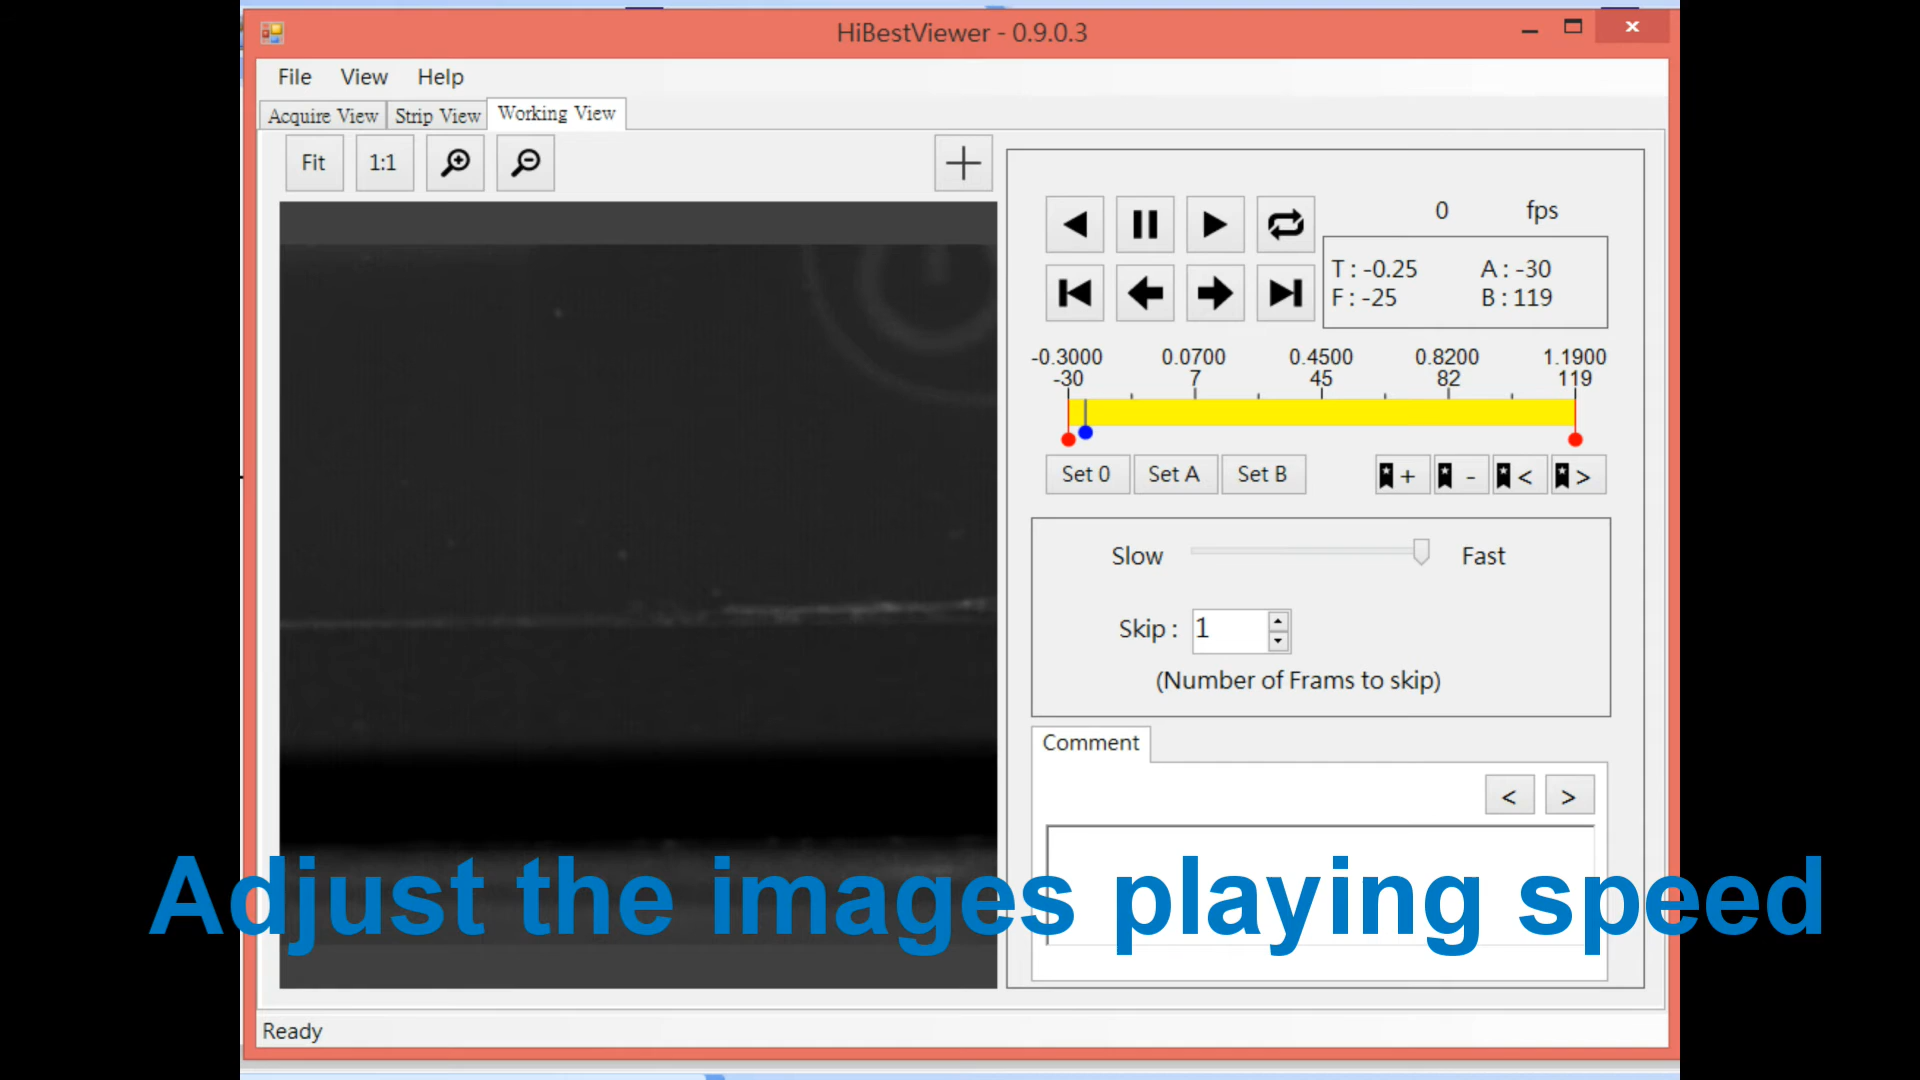 HiBestViewer - 0.9.0.3
File View Help
Acquire View Strip View Working View
Fit 1:1
0 fps
T : -0.25 A : -30
F : -25 B : 119
-0.3000 0.0700 0.4500 0.8200 1.1900
-30 7 45 82 119
Set 0 Set A Set B + - < >
Slow Fast
Skip : 1
(Number of Frams to skip)
Comment
< >
Adjust the images playing speed
Ready